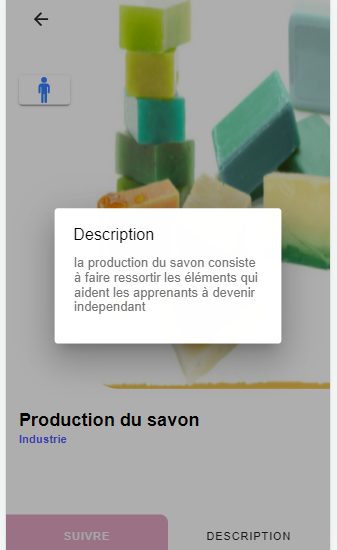 Description
la production du savon consiste
à faire ressortir les éléments qui
aident les apprenants à devenir
independant
Production du savon
Industrie
SUIVRE
DESCRIPTION